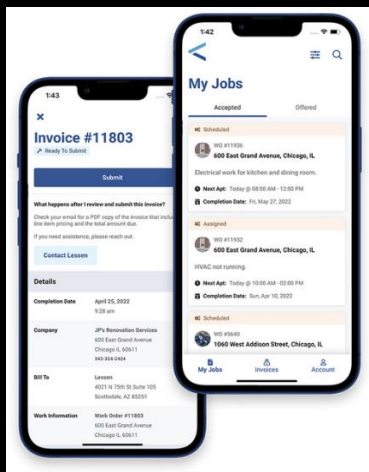 1:43
Invoice #11803
Ready To Submit
Submit
What happens after I review and submit this invoice?
Check your email for a PDF copy of the invoice that
line item pricing and the total amount due.
If you need assistance, please reach out.
Contact Lessen
Details
Completion Date April 25, 2022
9:28 am
Company JP's Renovation Services
600 East Grand Avenue
Chicago IL 60611
342-324-2424
Bill To Lessen
4021 N 75th St Suite 105
Scottsdale, AZ 85251
Work Information Work Order #11803
600 East Grand Avenue
Chicago IL 60611
1:42
My Jobs
Accepted Offered
Scheduled
WO #11936
600 East Grand Avenue, Chicago, IL
Electrical work for kitchen and dining room.
Next Apt: Today @ 08:00 AM - 12:00 PM
Completion Date: Fri, May 27, 2022
Assigned
WO #11932
600 East Grand Avenue, Chicago, IL
HVAC not running.
Next Apt: Today @ 10:00 AM - 02:00 PM
Completion Date: Sun, Apr 10, 2022
Scheduled
WO #5640
1060 West Addison Street, Chicago, IL
My Jobs Invoices Account